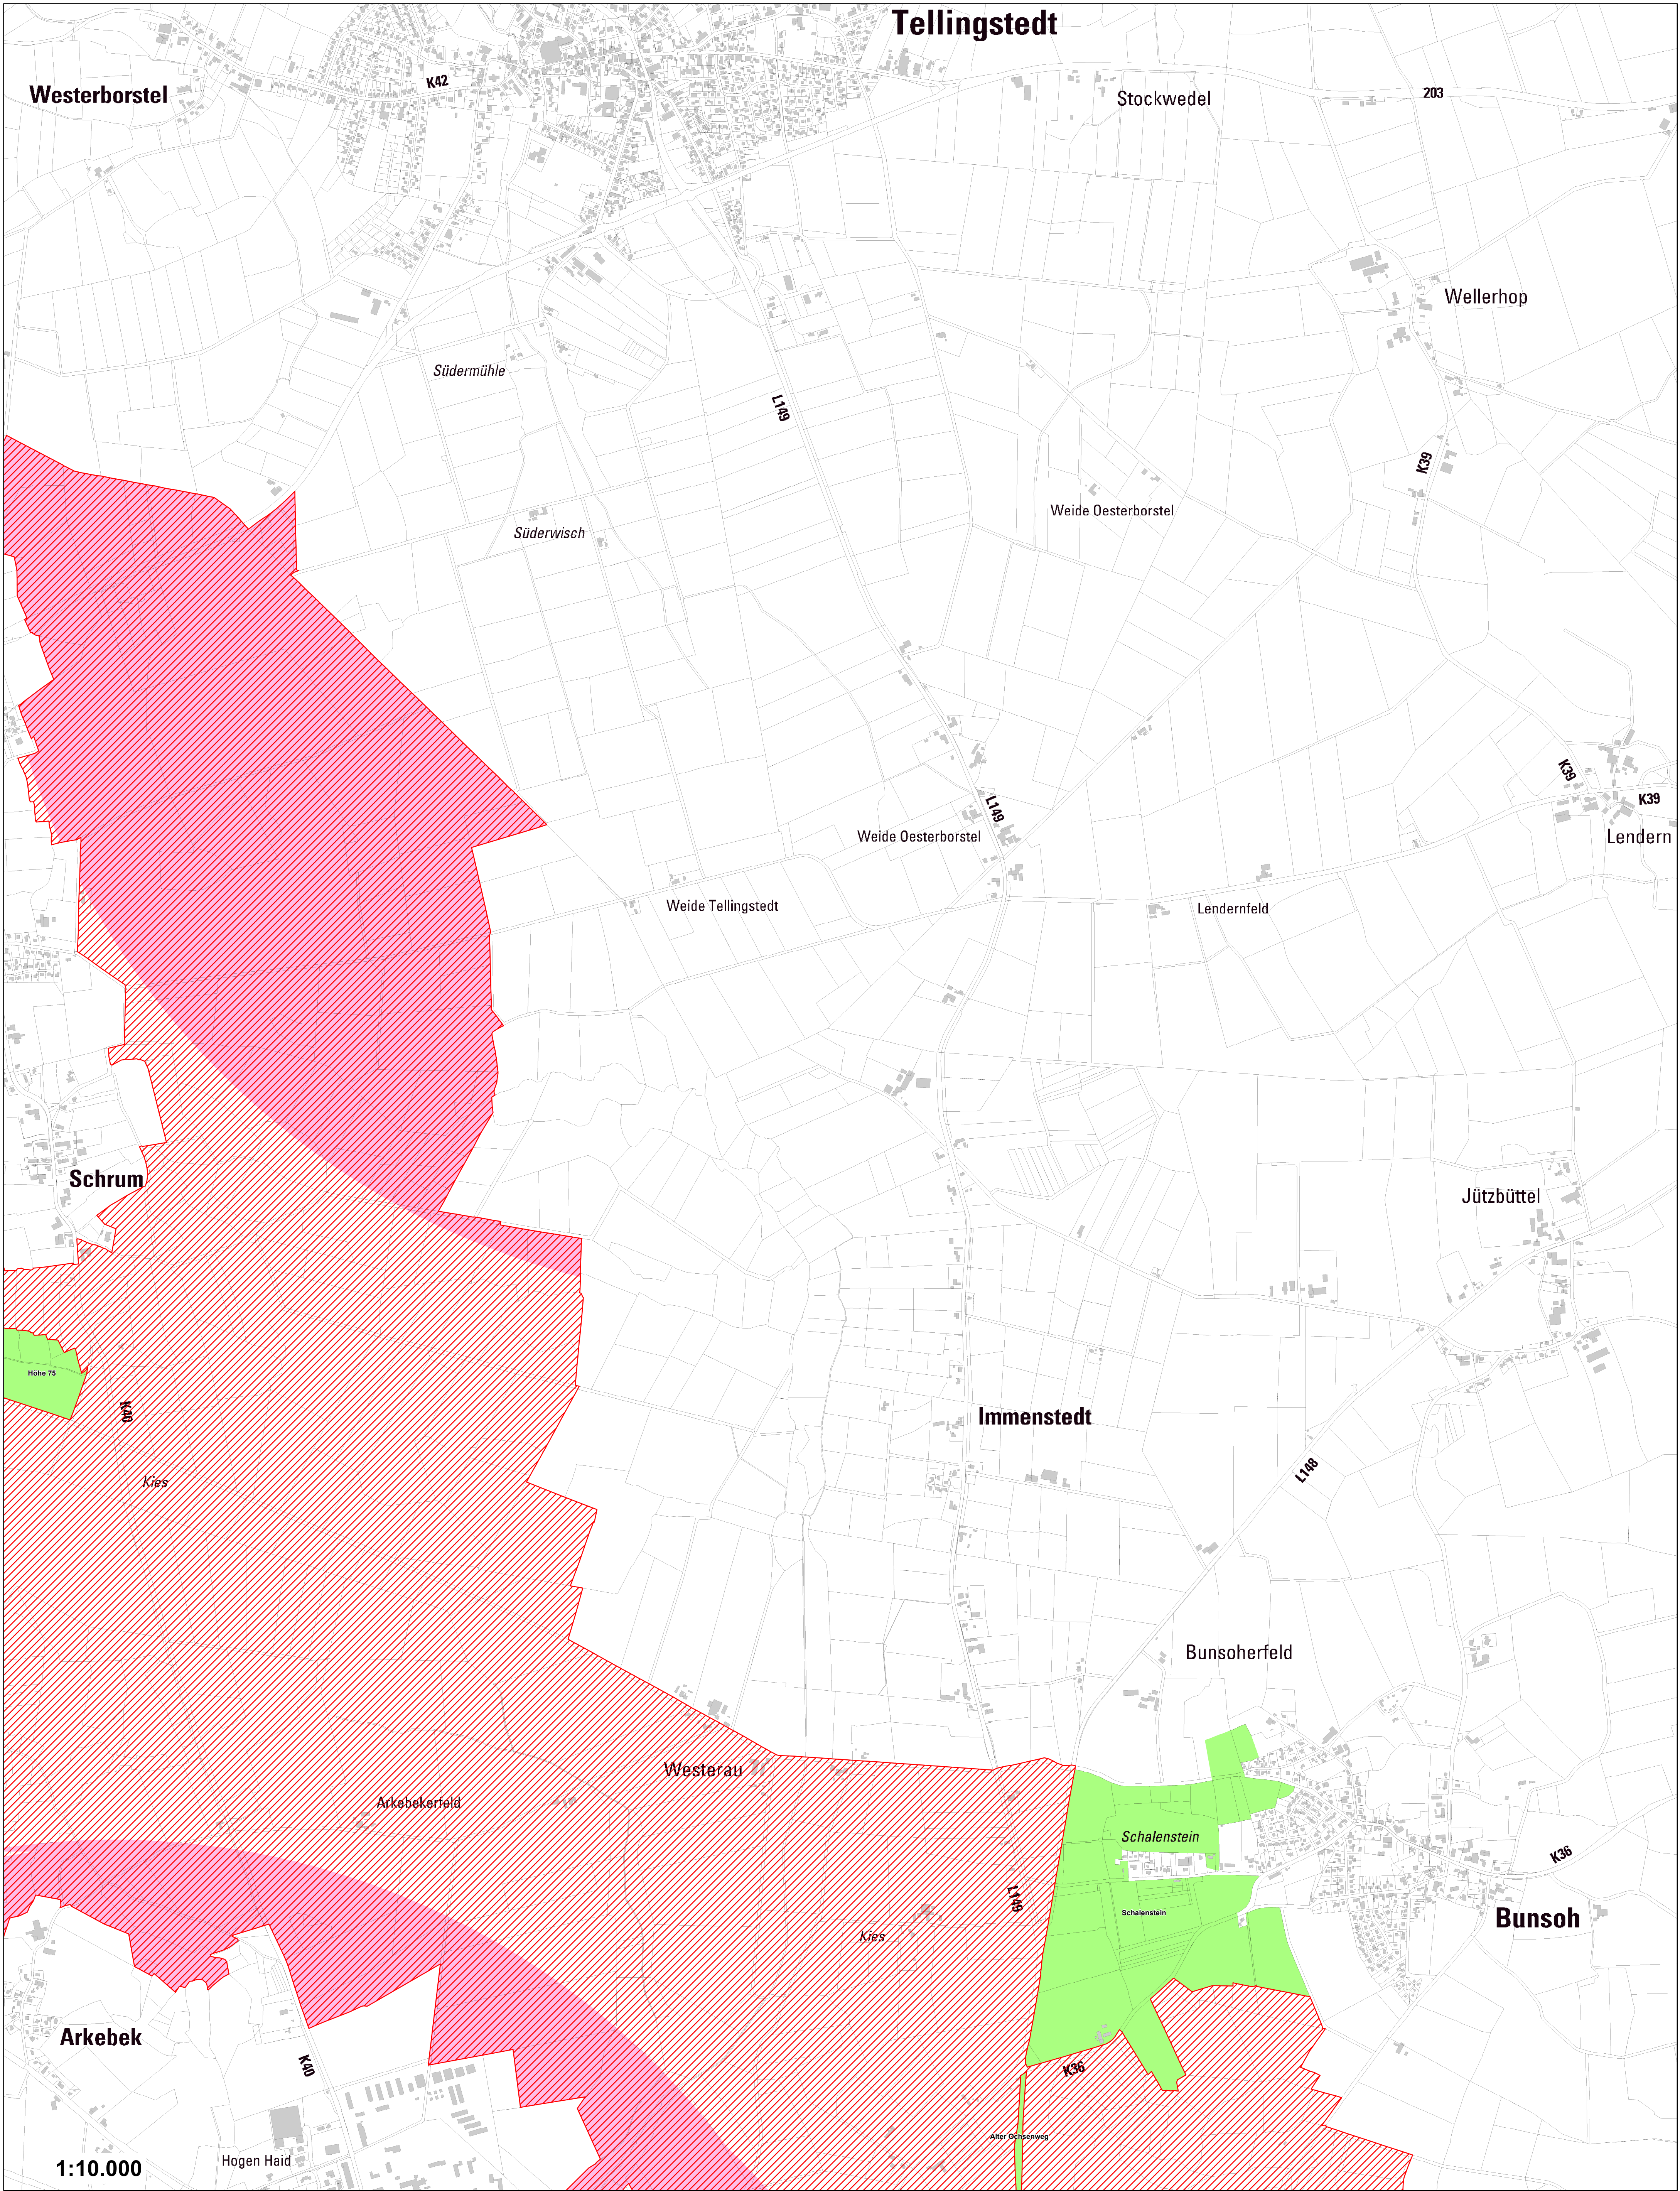 Tellingstedt
K42
Westerborstel
203
Stockwedel
Wellerhop
Südermühle
L149
K39
Weide Oesterborstel
Süderwisch
K39
K39
L149
Weide Oesterborstel
Lendern
Weide Tellingstedt
Lendernfeld
Schrum
Jützbüttel
Höhe 75
K40
Immenstedt
L148
Kies
Bunsoherfeld
Westerau
Arkebekerfeld
Schalenstein
K36
L149
Schalenstein
Bunsoh
Kies
Arkebek
K40
K36
Alter Ochsenweg
Hogen Haid
1:10.000